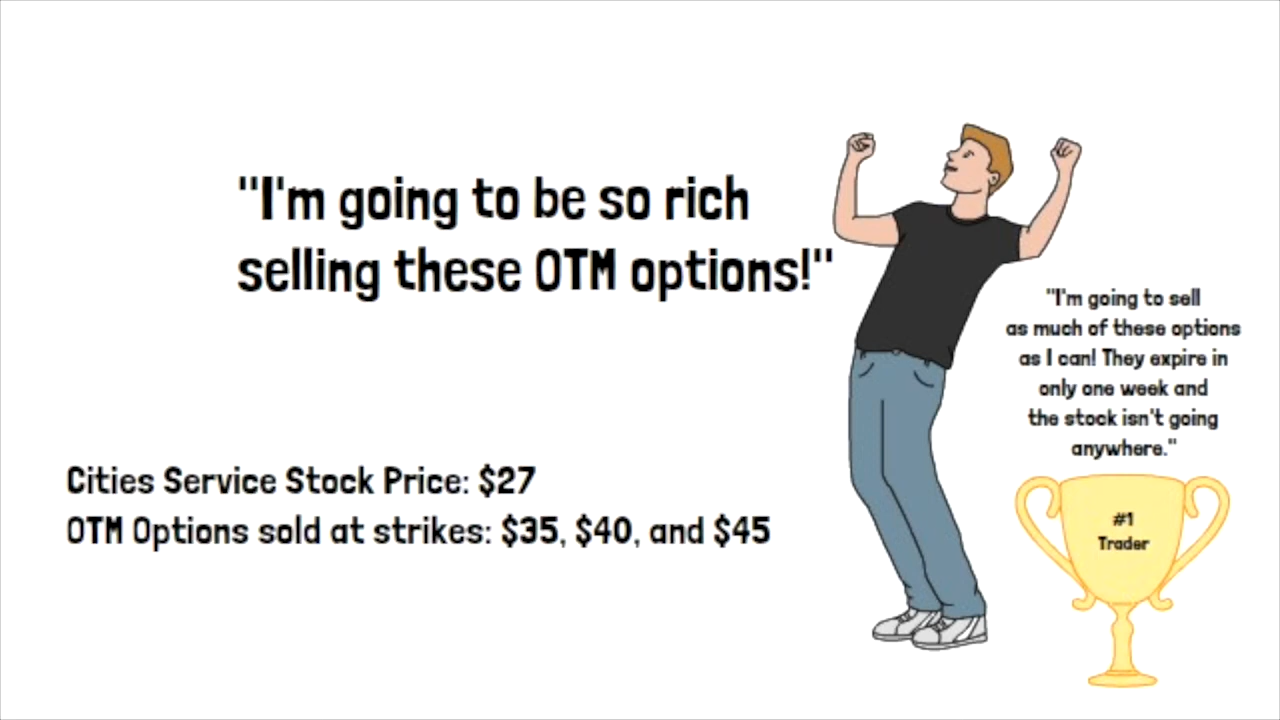 "I'm going to be so rich
selling these OTM options!"
"I'm going to sell
as much of these options
as I can! They expire in
only one week and
the stock isn't going
anywhere."
Cities Service Stock Price: $27
OTM Options sold at strikes: $35, $40, and $45
#1
Trader